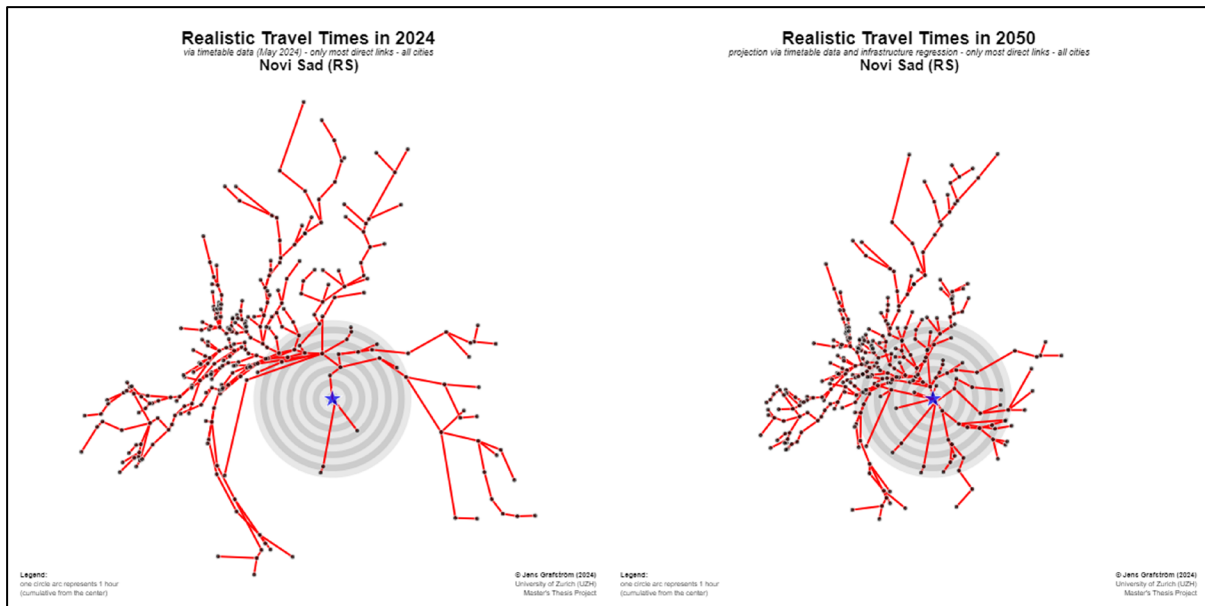 Realistic Travel Times in 2024
via timetable data (May 2024) - only most direct links - all cities
Novi Sad (RS)
Legend:
one circle arc represents 1 hour
(cumulative from the center)
© Jens Grafström (2024)
University of Zurich (UZH)
Master's Thesis Project
Realistic Travel Times in 2050
projection via timetable data and infrastructure regression - only most direct links - all cities
Novi Sad (RS)
Legend:
one circle arc represents 1 hour
(cumulative from the center)
© Jens Grafström (2024)
University of Zurich (UZH)
Master's Thesis Project